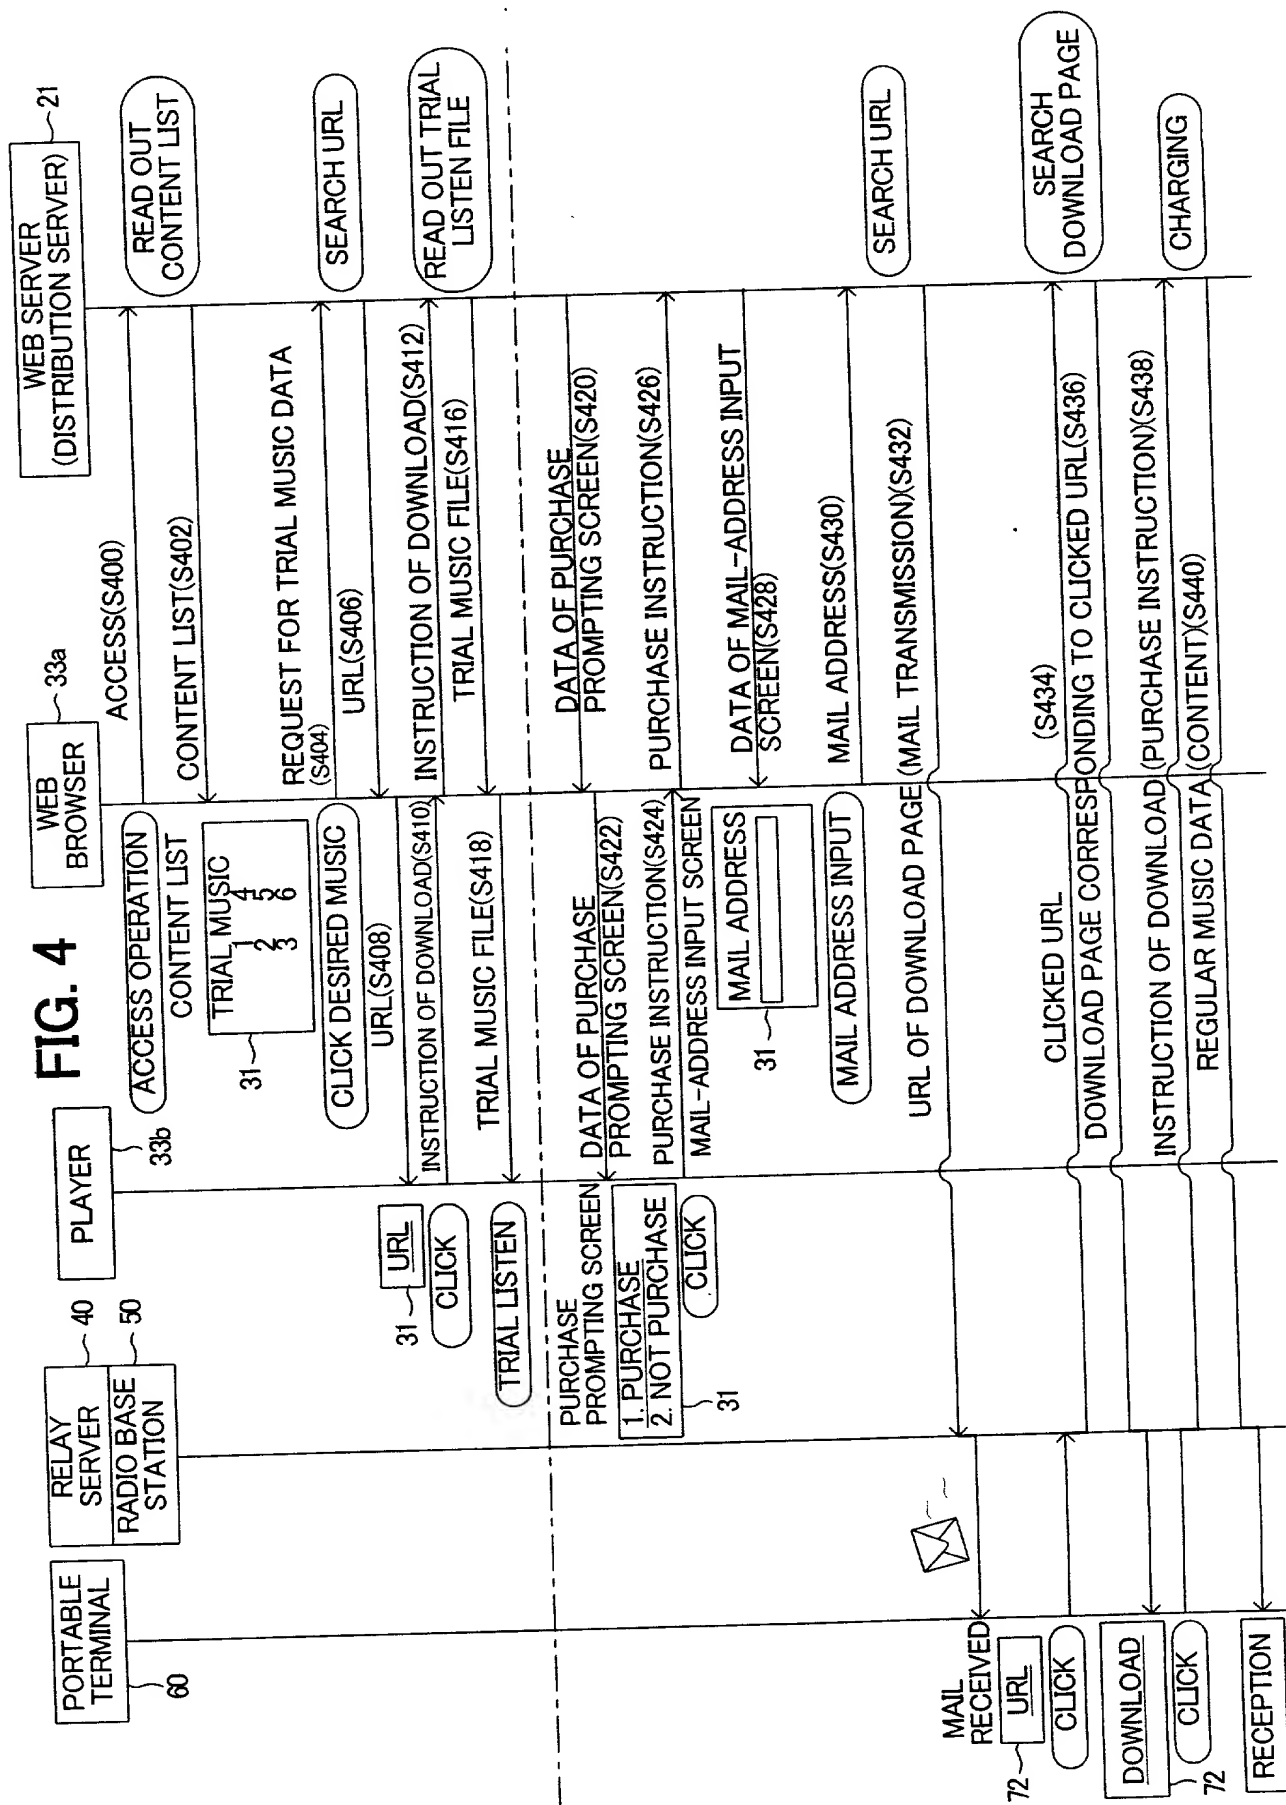 FIG. 4
PORTABLE
TERMINAL
60
RELAY
SERVER
40
RADIO BASE
STATION
50
PLAYER
33b
WEB
BROWSER
33a
WEB SERVER
(DISTRIBUTION SERVER)
21
ACCESS OPERATION
ACCESS(S400)
READ OUT
CONTENT LIST
CONTENT LIST
CONTENT LIST(S402)
TRIAL MUSIC
1 4
2 5
3 6
31
CLICK DESIRED MUSIC
REQUEST FOR TRIAL MUSIC DATA
(S404)
SEARCH URL
URL(S408)
URL(S406)
31
URL
CLICK
INSTRUCTION OF DOWNLOAD(S410)
INSTRUCTION OF DOWNLOAD(S412)
READ OUT TRIAL
LISTEN FILE
TRIAL LISTEN
TRIAL MUSIC FILE(S418)
TRIAL MUSIC FILE(S416)
PURCHASE
PROMPTING SCREEN
DATA OF PURCHASE
PROMPTING SCREEN(S422)
DATA OF PURCHASE
PROMPTING SCREEN(S420)
1. PURCHASE
2. NOT PURCHASE
31
CLICK
PURCHASE INSTRUCTION(S424)
PURCHASE INSTRUCTION(S426)
MAIL-ADDRESS INPUT SCREEN
DATA OF MAIL-ADDRESS INPUT
SCREEN(S428)
MAIL ADDRESS
31
MAIL ADDRESS INPUT
MAIL ADDRESS(S430)
SEARCH URL
URL OF DOWNLOAD PAGE(MAIL TRANSMISSION)(S432)
MAIL
RECEIVED
72
URL
CLICK
CLICKED URL
(S434)
SEARCH
DOWNLOAD PAGE
DOWNLOAD PAGE CORRESPONDING TO CLICKED URL(S436)
DOWNLOAD
72
CLICK
INSTRUCTION OF DOWNLOAD(PURCHASE INSTRUCTION)(S438)
CHARGING
REGULAR MUSIC DATA(CONTENT)(S440)
RECEPTION